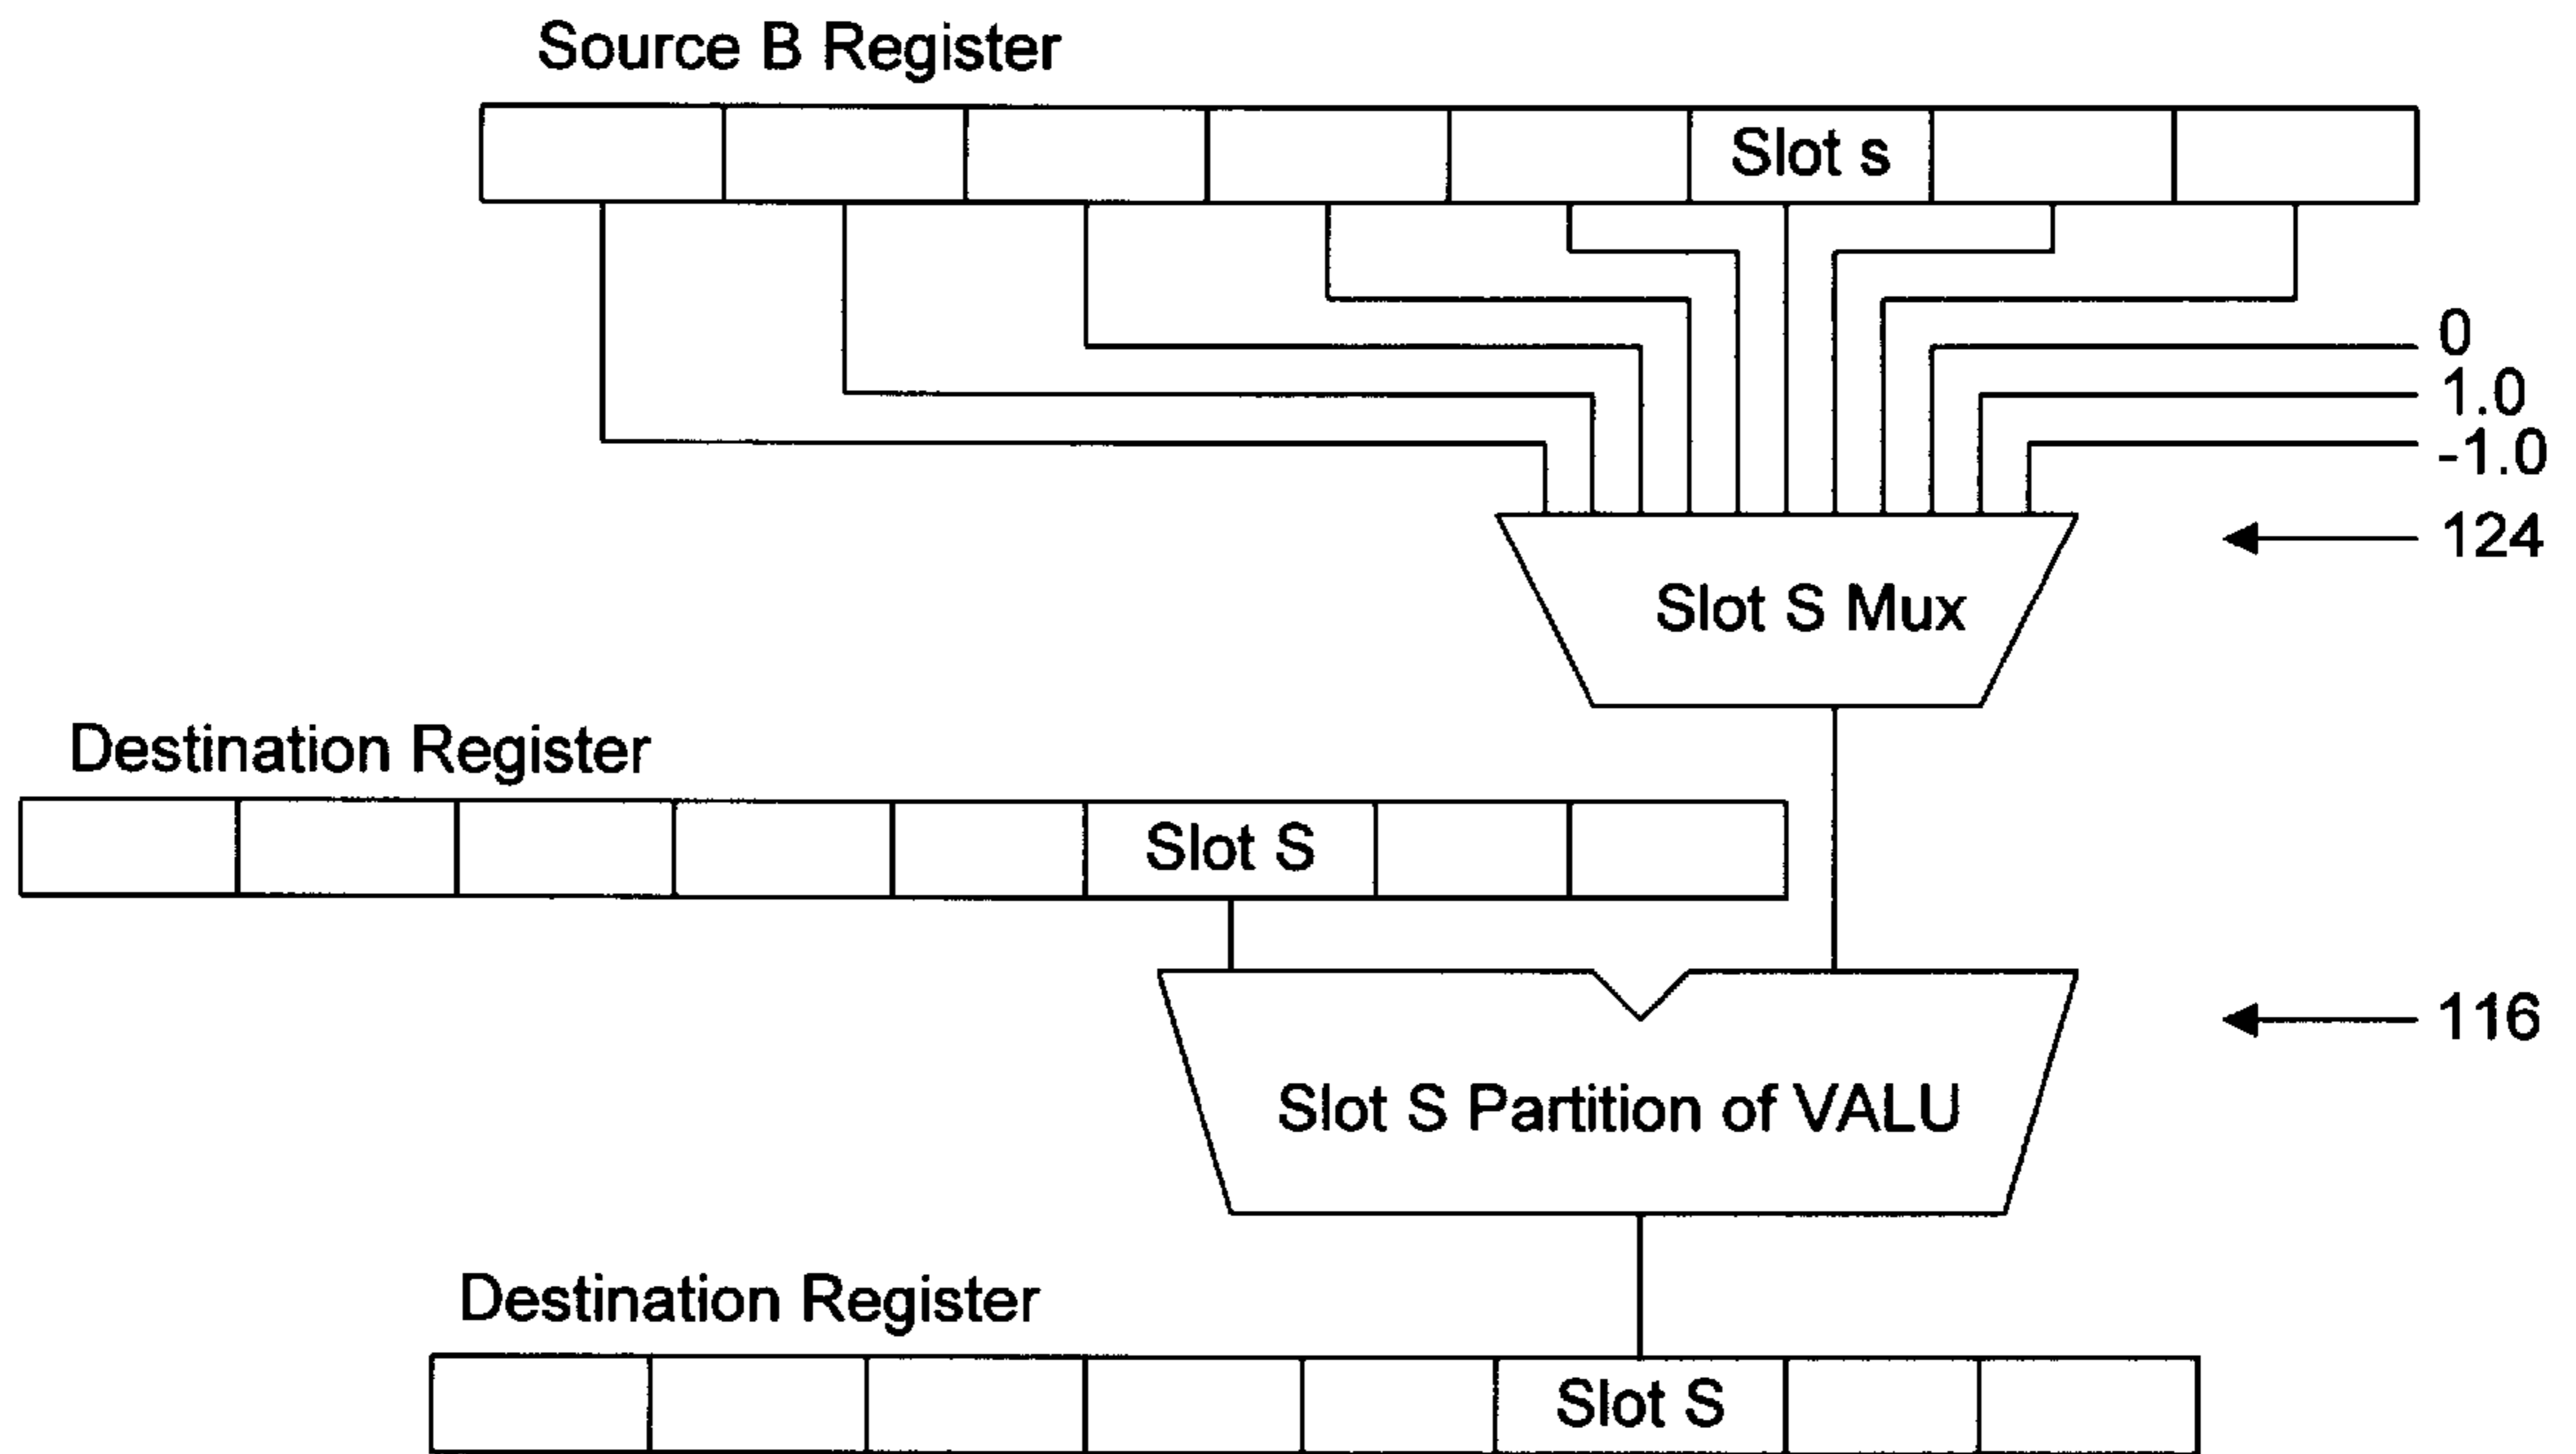 Source B Register
Slot s
0
1.0
-1.0
124
Slot S Mux
Destination Register
Slot S
116
Slot S Partition of VALU
Destination Register
Slot S